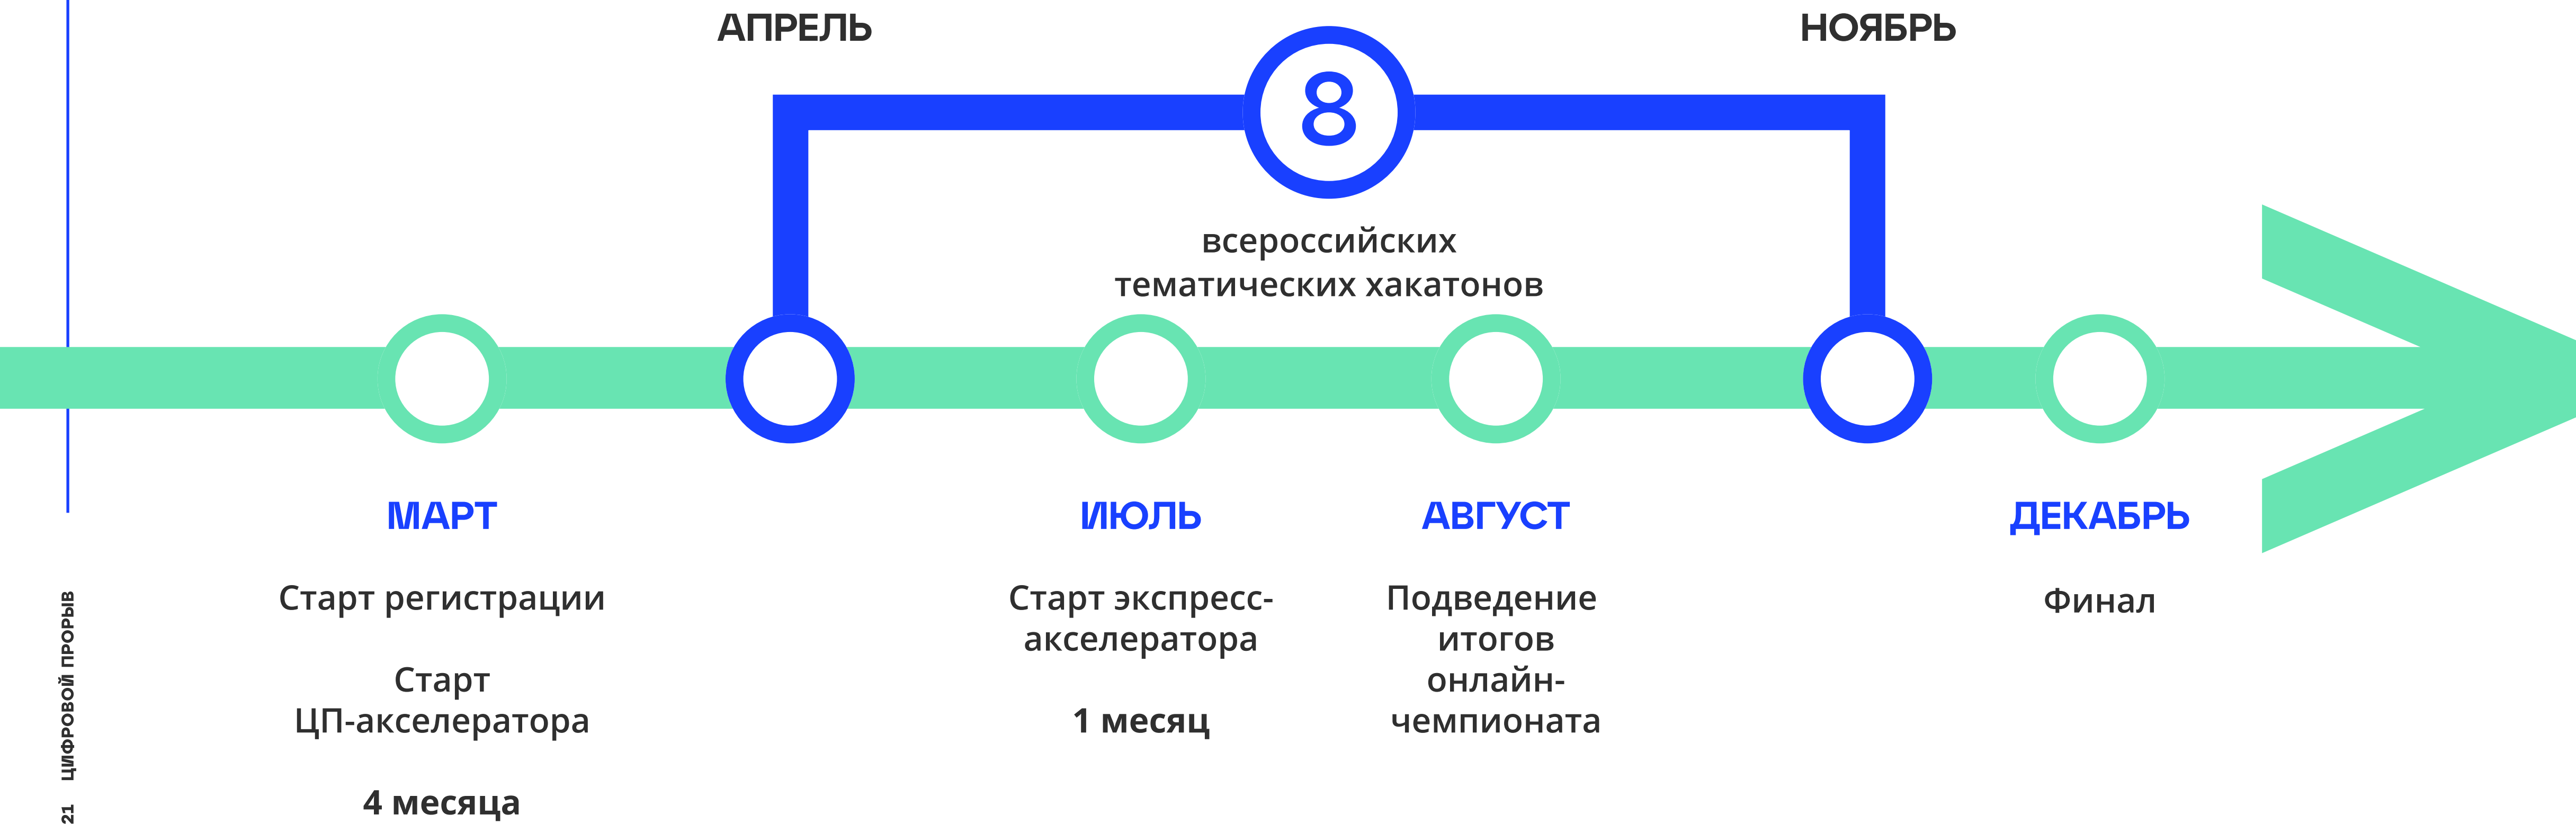 АПРЕЛЬ
НОЯБРЬ
8
всероссийских
тематических хакатонов
МАРТ
Старт регистрации
Старт
ЦП-акселератора
4 месяца
ИЮЛЬ
Старт экспресс-
акселератора
1 месяц
АВГУСТ
Подведение
итогов
онлайн-
чемпионата
ДЕКАБРЬ
Финал
21 ЦИФРОВОЙ ПРОРЫВ